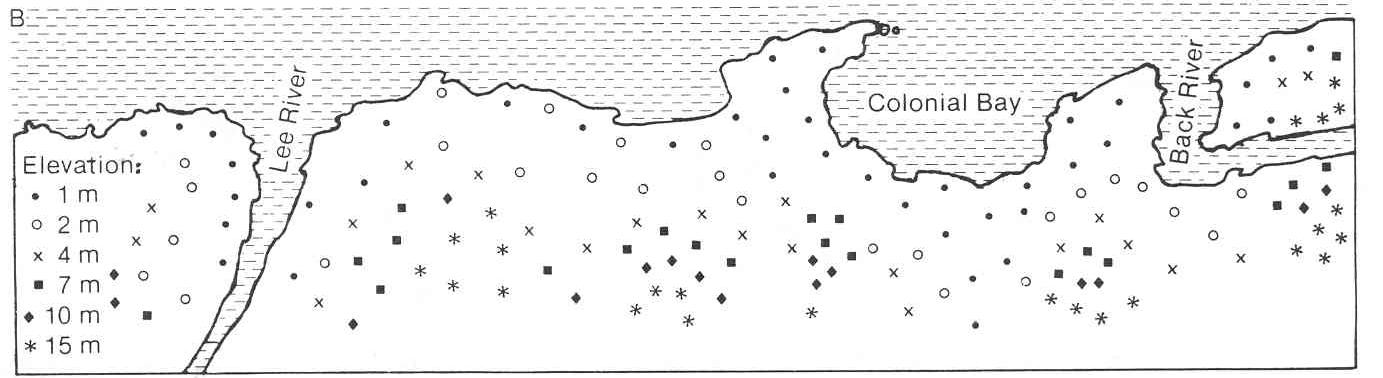 B
Lee River
Colonial Bay
Back River
Elevation:
1 m
2 m
4 m
7 m
10 m
15 m